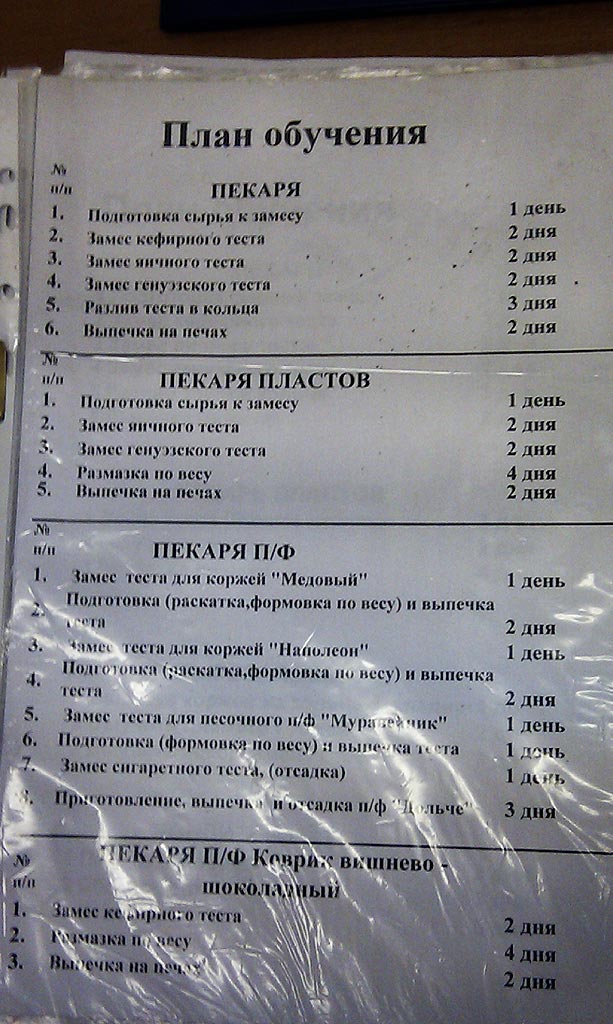 План обучения
№
п/п ПЕКАРЯ
1. Подготовка сырья к замесу 1 день
2. Замес кефирного теста 2 дня
3. Замес яичного теста 2 дня
4. Замес генуэзского теста 2 дня
5. Разлив теста в кольца 3 дня
6. Выпечка на печах 2 дня
№
п/п ПЕКАРЯ ПЛАСТОВ
1. Подготовка сырья к замесу 1 день
2. Замес яичного теста 2 дня
3. Замес генуэзского теста 2 дня
4. Размазка по весу 4 дня
5. Выпечка на печах 2 дня
№
п/п ПЕКАРЯ П/Ф
1. Замес теста для коржей "Медовый" 1 день
Подготовка (раскатка,формовка по весу) и выпечка
2. теста 2 дня
3. Замес теста для коржей "Наполеон" 1 день
Подготовка (раскатка,формовка по весу) и выпечка
4. теста 2 дня
5. Замес теста для песочного п/ф "Муравейник" 1 день
6. Подготовка (формовка по весу) и выпечка теста 1 день
7. Замес сигаретного теста, (отсадка) 1 день
8. Приготовление, выпечка и отсадка п/ф "Дольче" 3 дня
№ ПЕКАРЯ П/Ф Коврик вишнево -
п/п шоколадный
1. Замес кефирного теста 2 дня
2. Размазка по весу 4 дня
3. Выпечка на печах 2 дня